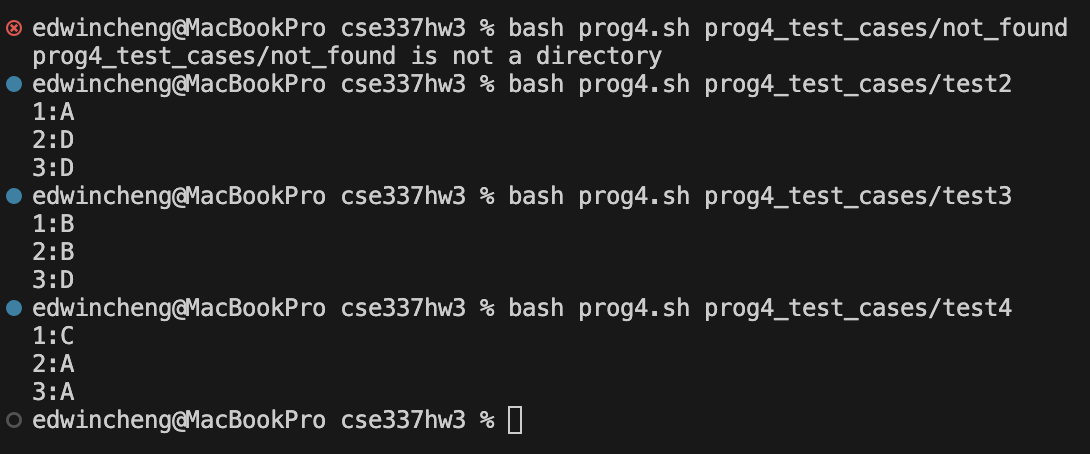 edwincheng@MacBookPro cse337hw3 % bash prog4.sh prog4_test_cases/not_found
prog4_test_cases/not_found is not a directory
edwincheng@MacBookPro cse337hw3 % bash prog4.sh prog4_test_cases/test2
1:A
2:D
3:D
edwincheng@MacBookPro cse337hw3 % bash prog4.sh prog4_test_cases/test3
1:B
2:B
3:D
edwincheng@MacBookPro cse337hw3 % bash prog4.sh prog4_test_cases/test4
1:C
2:A
3:A
edwincheng@MacBookPro cse337hw3 %